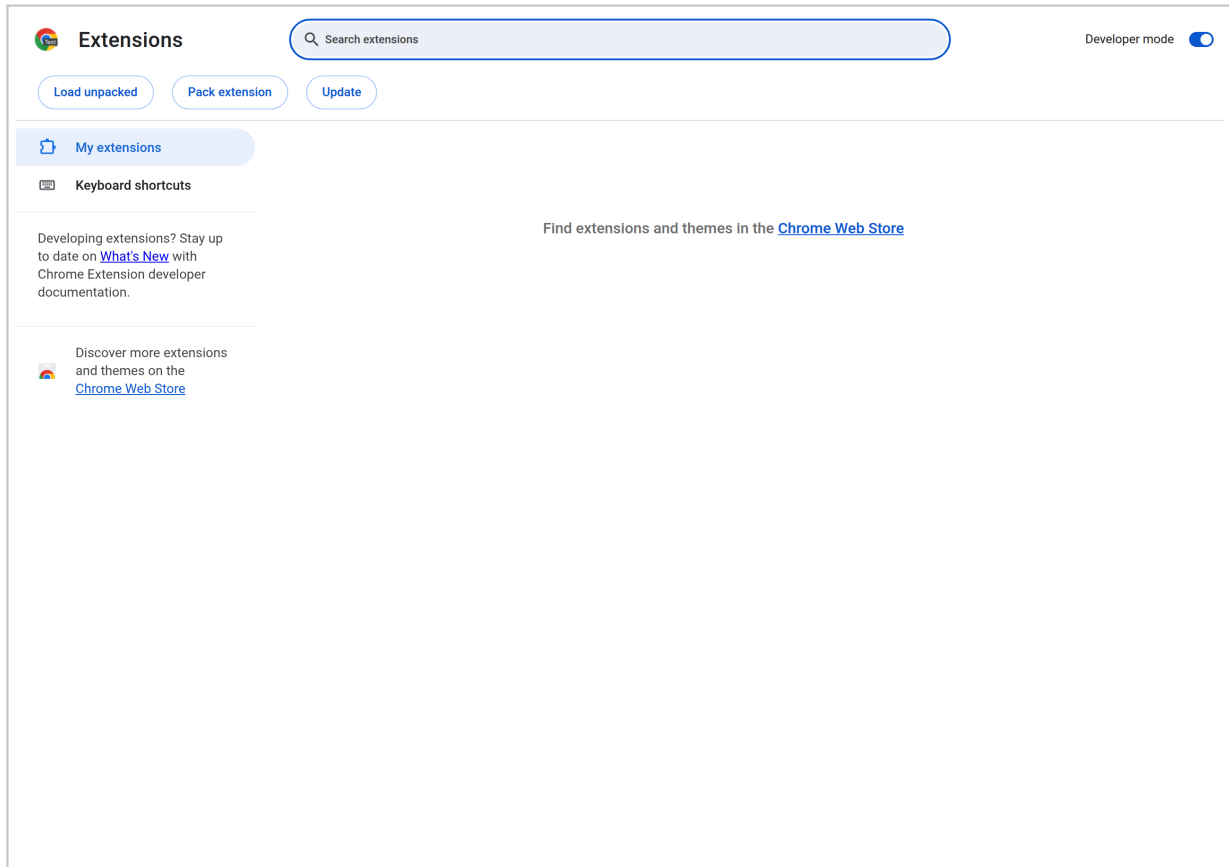 Extensions
Search extensions
Developer mode
Load unpacked
Pack extension
Update
My extensions
Keyboard shortcuts
Developing extensions? Stay up
to date on What's New with
Chrome Extension developer
documentation.
Discover more extensions
and themes on the
Chrome Web Store
Find extensions and themes in the Chrome Web Store